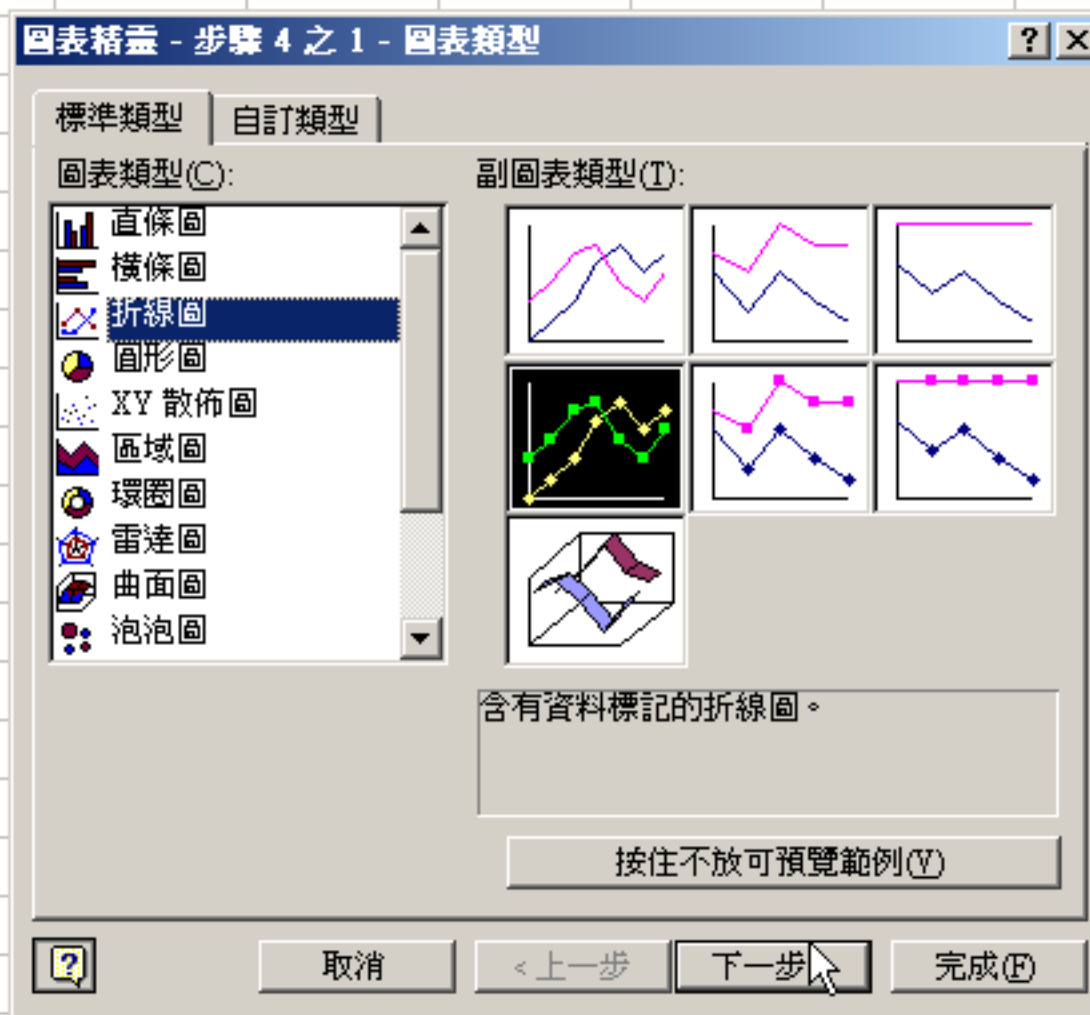 圖表精靈 - 步驟 4 之 1 - 圖表類型
標準類型
自訂類型
圖表類型(C):
直條圖
橫條圖
折線圖
圓形圖
XY 散佈圖
區域圖
環圈圖
雷達圖
曲面圖
泡泡圖
副圖表類型(T):
含有資料標記的折線圖。
按住不放可預覽範例(V)
取消
< 上一步
下一步
完成(F)